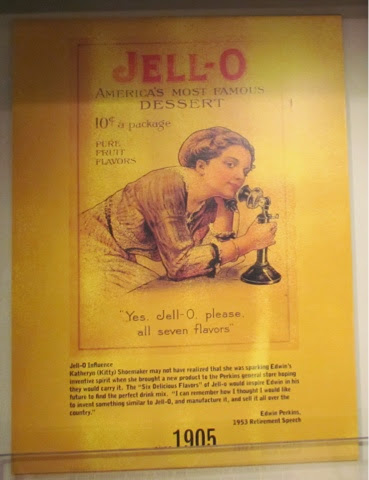 JELL-O
AMERICA'S MOST FAMOUS
DESSERT
10¢ a package
PURE
FRUIT
FLAVORS
"Yes, Jell-O, please,
all seven flavors"
Jell-O Influence
Katheryn (Kitty) Shoemaker may not have realized that she was sparking Edwin's
inventive spirit when she brought a new product to the Perkins general store hoping
they would carry it. The "Six Delicious Flavors" of Jell-o would inspire Edwin in his
future to find the perfect drink mix. "I can remember how I thought I would like
to invent something similar to Jell-O, and manufacture it, and sell it all over the
country."
Edwin Perkins,
1953 Retirement Speech
1905